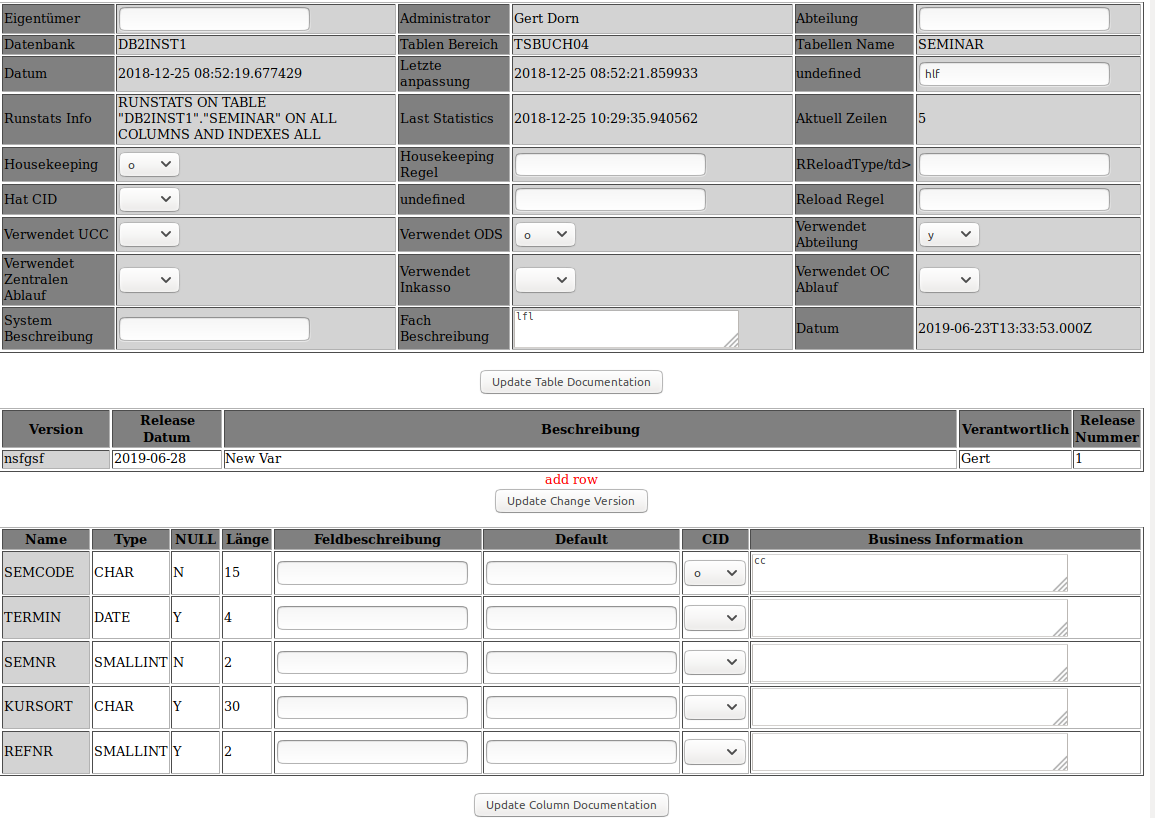 Eigentümer Administrator Gert Dorn Abteilung
Datenbank DB2INST1 Tablen Bereich TSBUCH04 Tabellen Name SEMINAR
Datum 2018-12-25 08:52:19.677429 Letzte anpassung 2018-12-25 08:52:21.859933 undefined hlf
Runstats Info RUNSTATS ON TABLE "DB2INST1"."SEMINAR" ON ALL COLUMNS AND INDEXES ALL Last Statistics 2018-12-25 10:29:35.940562 Aktuell Zeilen 5
Housekeeping o Housekeeping Regel RReloadType/td>
Hat CID undefined Reload Regel
Verwendet UCC Verwendet ODS o Verwendet Abteilung y
Verwendet Zentralen Ablauf Verwendet Inkasso Verwendet OC Ablauf
System Beschreibung Fach Beschreibung lfl Datum 2019-06-23T13:33:53.000Z
Update Table Documentation
Version Release Datum Beschreibung Verantwortlich Release Nummer
nsfgsf 2019-06-28 New Var Gert 1
add row
Update Change Version
Name Type NULL Länge Feldbeschreibung Default CID Business Information
SEMCODE CHAR N 15 o cc
TERMIN DATE Y 4
SEMNR SMALLINT N 2
KURSORT CHAR Y 30
REFNR SMALLINT Y 2
Update Column Documentation